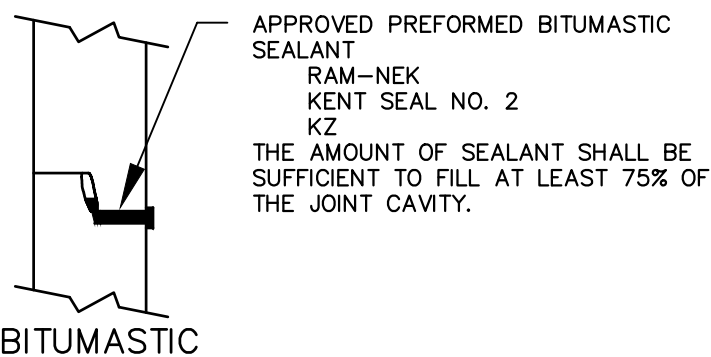 APPROVED PREFORMED BITUMASTIC
SEALANT
RAM-NEK
KENT SEAL NO. 2
KZ
THE AMOUNT OF SEALANT SHALL BE
SUFFICIENT TO FILL AT LEAST 75% OF
THE JOINT CAVITY.
BITUMASTIC